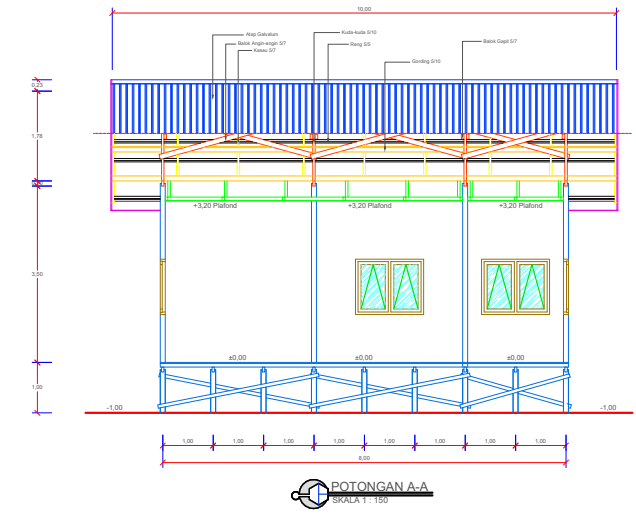 10,00
Atap Galvalum
Balok Angin-angin 5/7
Kasau 5/7
Kuda-kuda 5/10
Reng 5/5
Gording 5/10
Balok Gapit 5/7
0,23
1,78
+3,20 Plafond
+3,20 Plafond
+3,20 Plafond
3,50
±0,00
±0,00
±0,00
1,00
-1,00
-1,00
1,00
1,00
1,00
1,00
1,00
1,00
1,00
1,00
8,00
POTONGAN A-A
SKALA 1 : 150